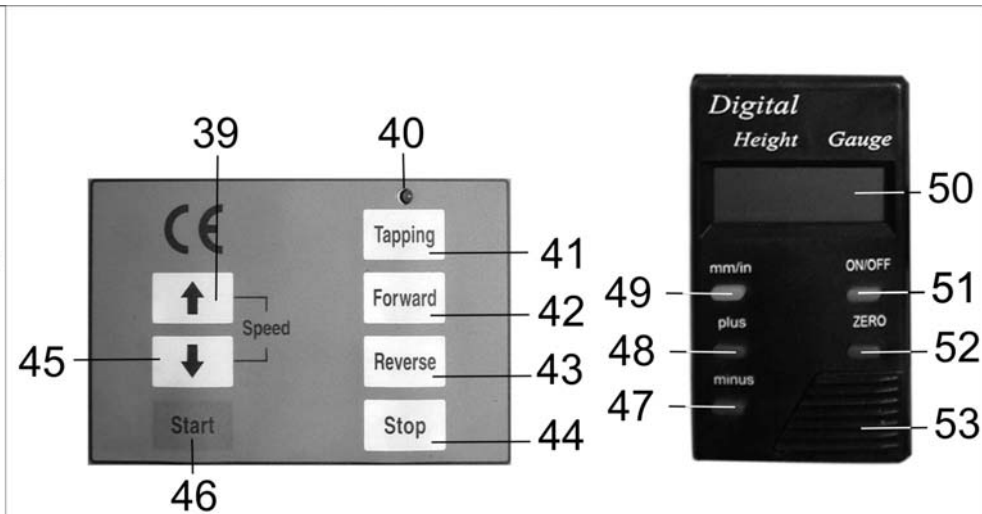 39
40
CE
Tapping
41
Forward
42
Speed
Reverse
43
45
Start
Stop
44
46
Digital
Height Gauge
50
mm/in
ON/OFF
49
51
plus
ZERO
48
52
minus
47
53